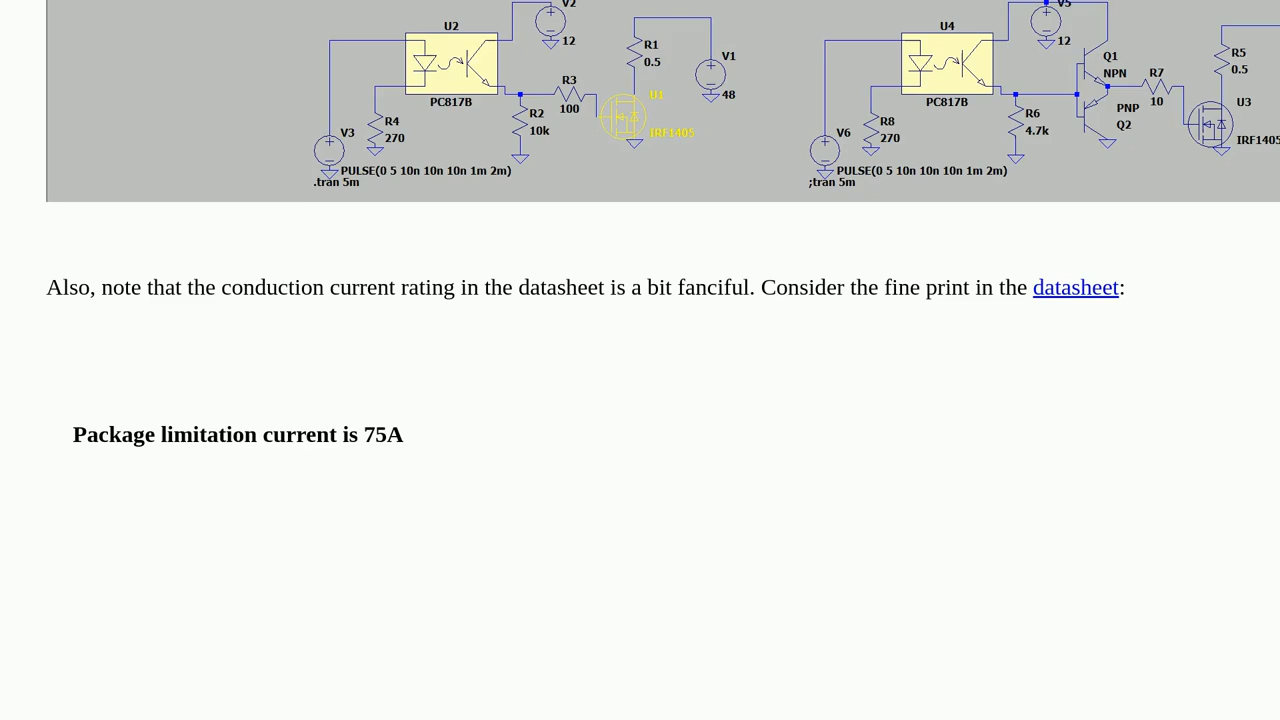 V2
U2
12
R1
0.5
V1
48
R3
100
U1
PC817B
R2
10k
IRF1405
R4
270
V3
PULSE(0 5 10n 10n 10n 1m 2m)
.tran 5m
V5
U4
12
Q1
NPN
R7
10
R5
0.5
PNP
Q2
U3
PC817B
R6
4.7k
IRF1405
R8
270
V6
PULSE(0 5 10n 10n 10n 1m 2m)
;tran 5m
Also, note that the conduction current rating in the datasheet is a bit fanciful. Consider the fine print in the datasheet:
Package limitation current is 75A